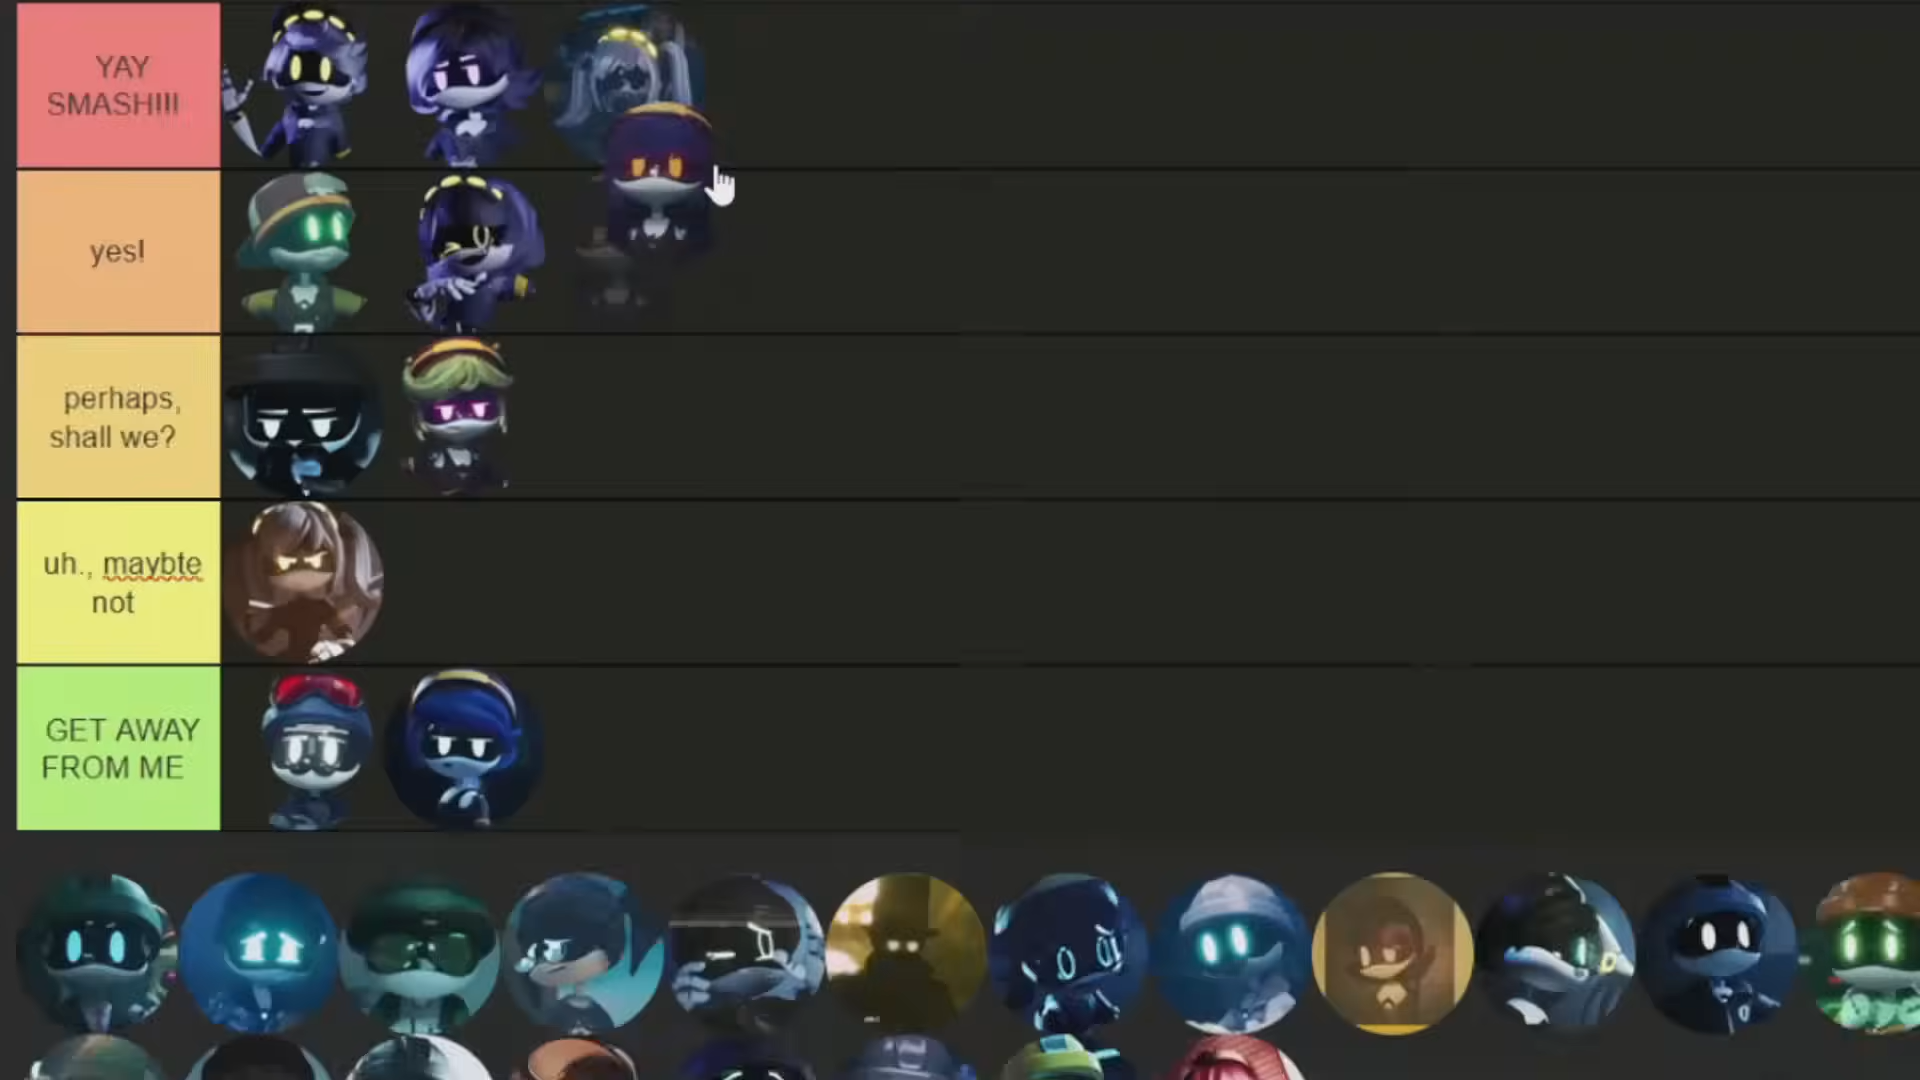 YAY
SMASH!!!
yes!
perhaps,
shall we?
uh., maybte
not
GET AWAY
FROM ME